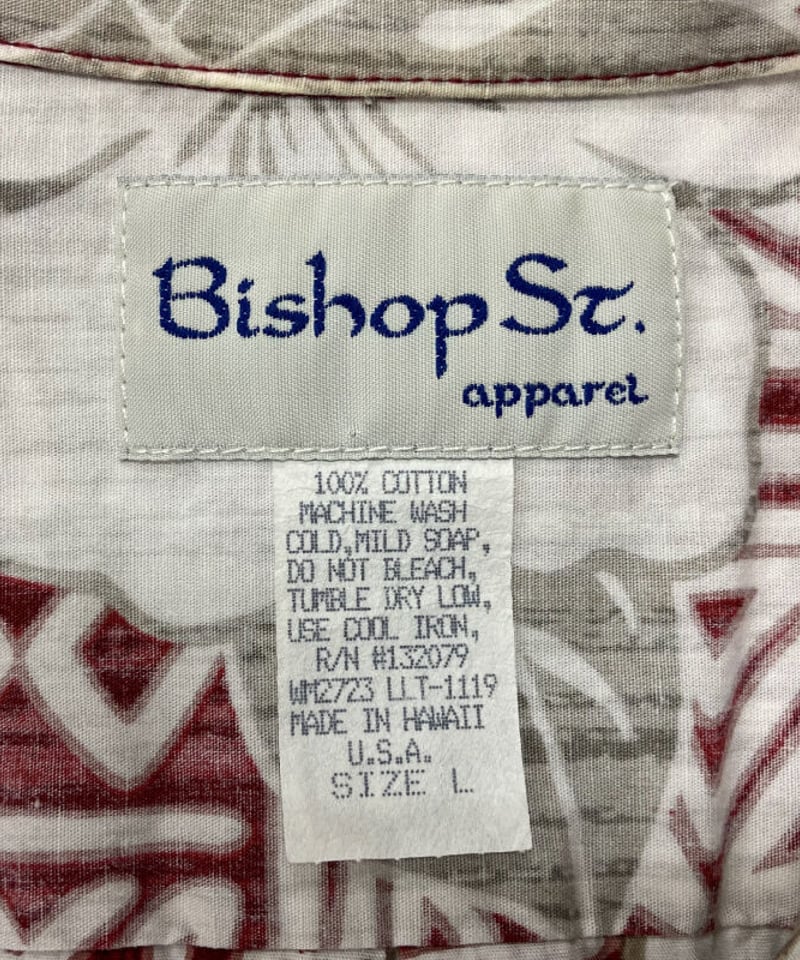 Bishop St.
apparel
100% COTTON
MACHINE WASH
COLD,MILD SOAP,
DO NOT BLEACH,
TUMBLE DRY LOW,
USE COOL IRON,
R/N #132079
WM2723 LLT-1119
MADE IN HAWAII
U.S.A.
SIZE L